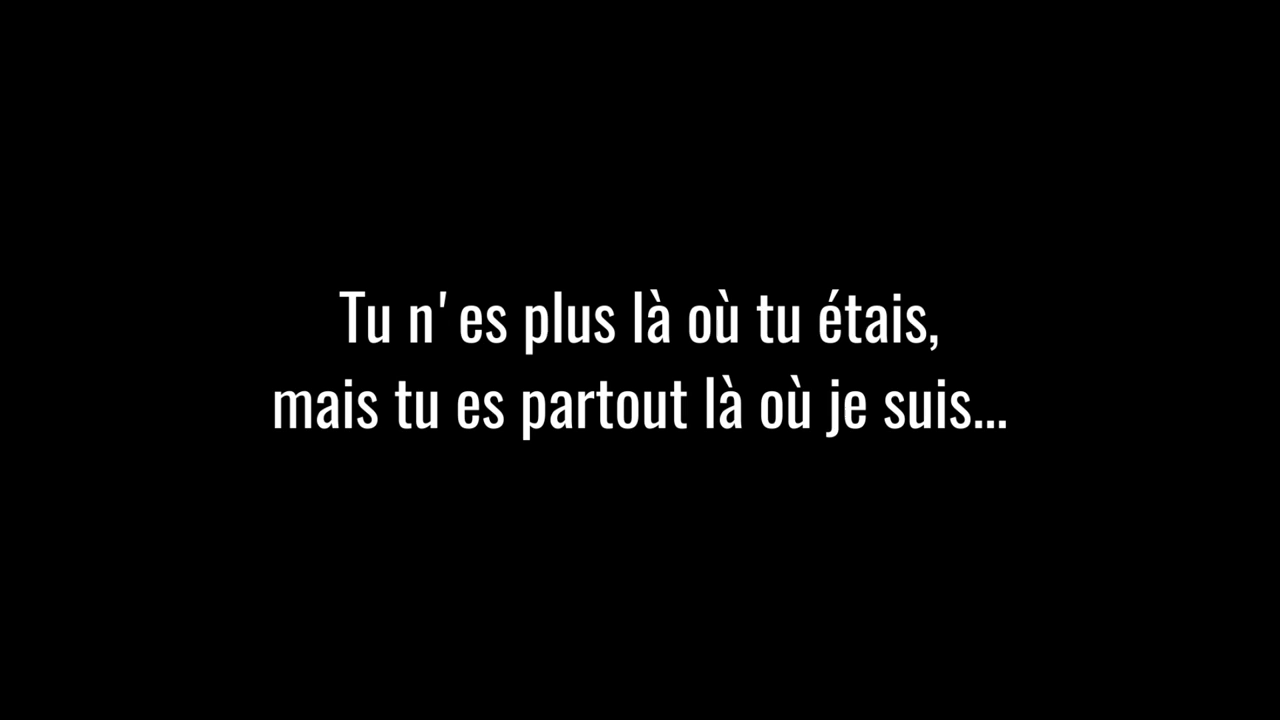 Tu n'es plus là où tu étais,
mais tu es partout là où je suis...